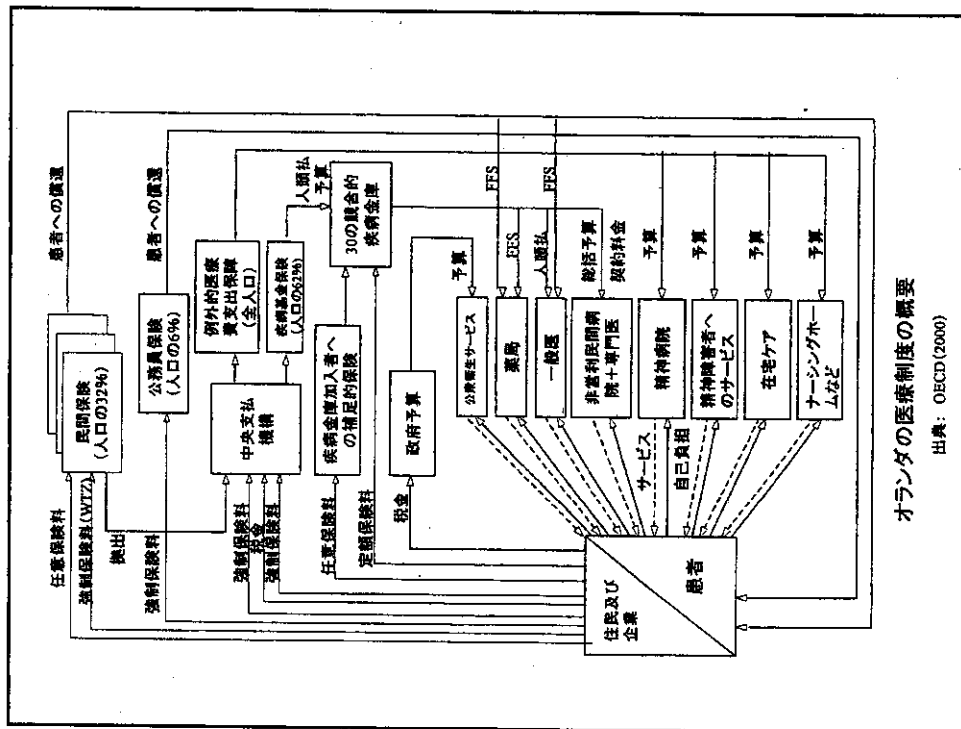 任意保険料
強制保険料(WTZ)
拠出
強制保険料
民間保険
(人口の32%)
患者への償還
公務員保険
(人口の6%)
患者への償還
強制保険料
税金
強制保険料
中央支払
機構
例外的医療
費支出保障
(全人口)
疾病基金保険
(人口の62%)
人頭払
予算
任意保険料
定額保険料
疾病金庫加入者へ
の補足的保険
30の競合的
疾病金庫
税金
政府予算
予算
FFS
FFS
人頭払
FFS
総括予算
契約料金
予算
予算
予算
予算
公衆衛生サービス
薬局
一般医
非営利民間病
院+専門医
精神病院
精神障害者へ
のサービス
在宅ケア
ナーシングホー
ムなど
サービス
自己負担
住民及び
企業
患者
オランダの医療制度の概要
出典: OECD(2000)